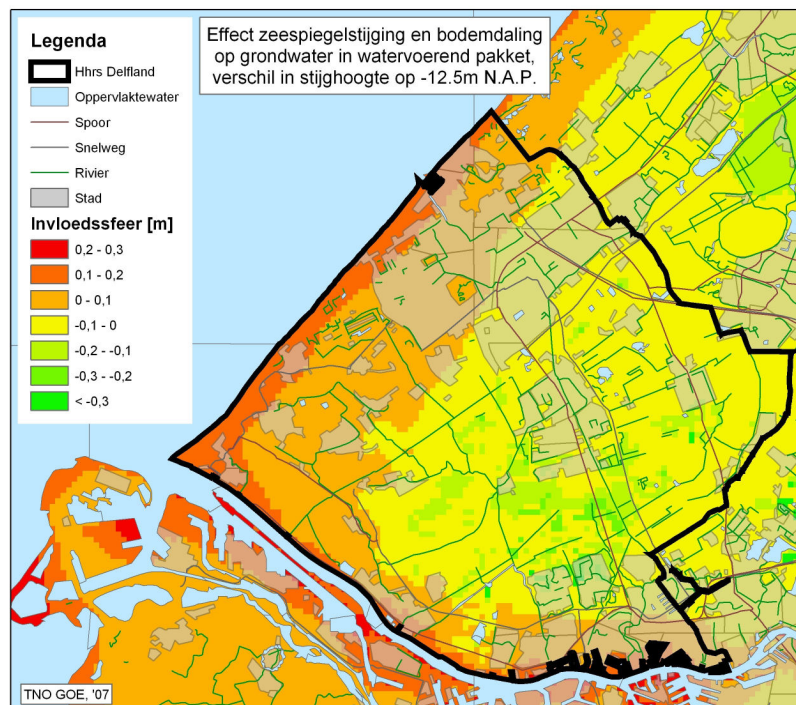 Effect zeespiegelstijging en bodemdaling
op grondwater in watervoerend pakket,
verschil in stijghoogte op -12.5m N.A.P.
Legenda
Hhrs Delfland
Oppervlaktewater
Spoor
Snelweg
Rivier
Stad
Invloedssfeer [m]
0,2 - 0,3
0,1 - 0,2
0 - 0,1
-0,1 - 0
-0,2 - -0,1
-0,3 - -0,2
< -0,3
TNO GOE, '07